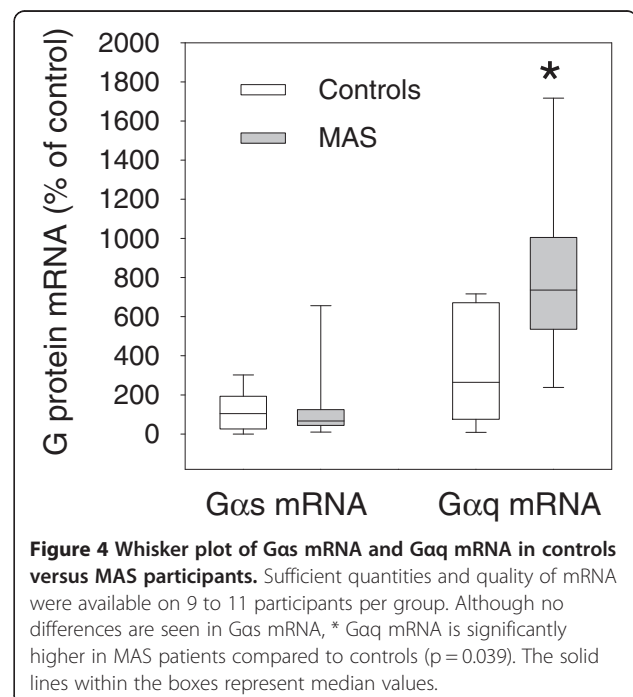 G protein mRNA (% of control)
2000
1800
1600
1400
1200
1000
800
600
400
200
0
Controls
MAS
*
Gαs mRNA
Gαq mRNA
Figure 4 Whisker plot of Gαs mRNA and Gαq mRNA in controls
versus MAS participants. Sufficient quantities and quality of mRNA
were available on 9 to 11 participants per group. Although no
differences are seen in Gαs mRNA, * Gαq mRNA is significantly
higher in MAS patients compared to controls (p = 0.039). The solid
lines within the boxes represent median values.